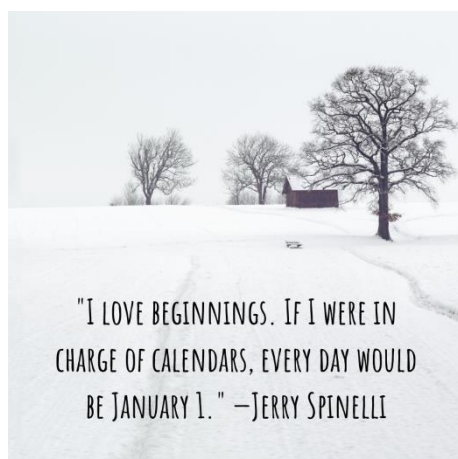 "I love beginnings. If I were in
charge of calendars, every day would
be January 1." —Jerry Spinelli